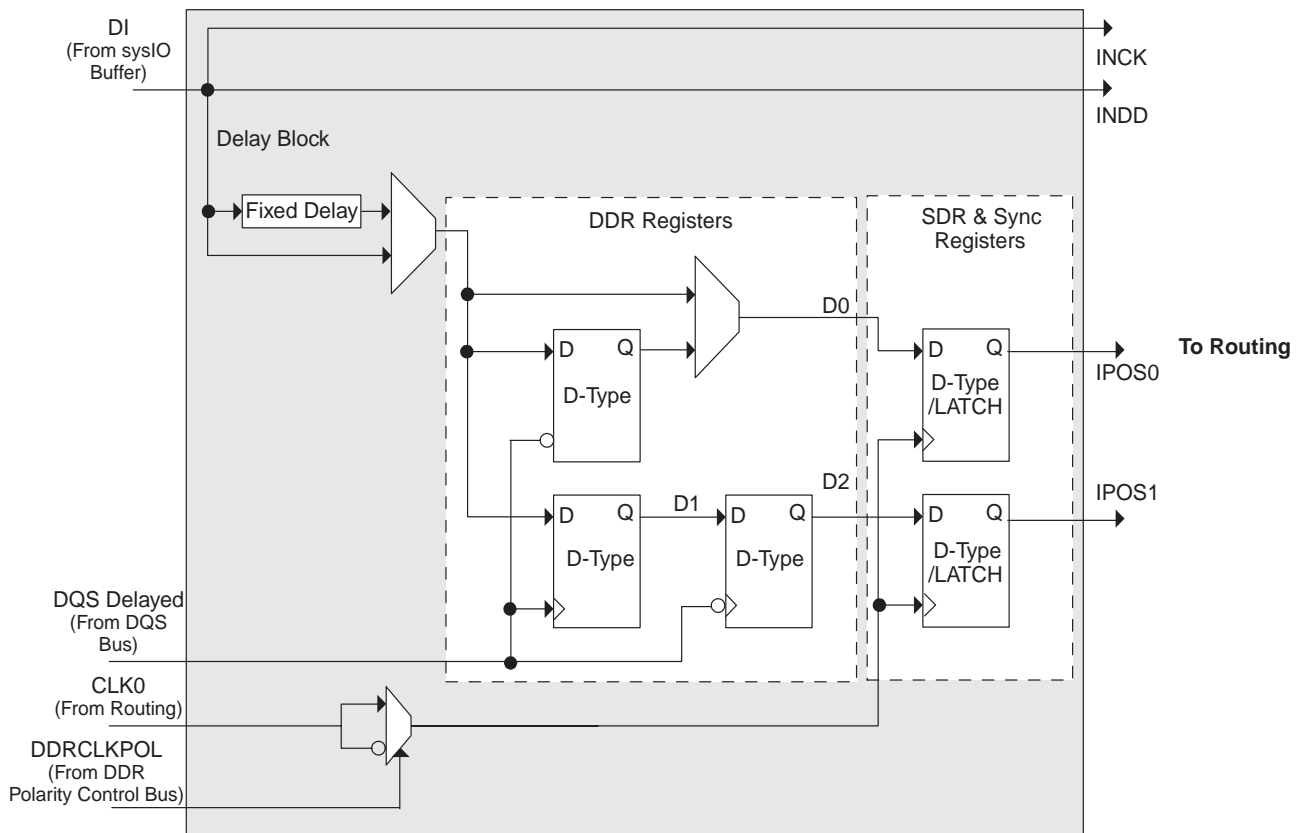 DI
(From sysIO
Buffer)
INCK
INDD
Delay Block
Fixed Delay
DDR Registers
SDR & Sync
Registers
D0
D Q
D-Type
D Q
D-Type
/LATCH
To Routing
IPOS0
D2
IPOS1
D Q
D-Type
D1
D Q
D-Type
D Q
D-Type
/LATCH
DQS Delayed
(From DQS
Bus)
CLK0
(From Routing)
DDRCLKPOL
(From DDR
Polarity Control Bus)